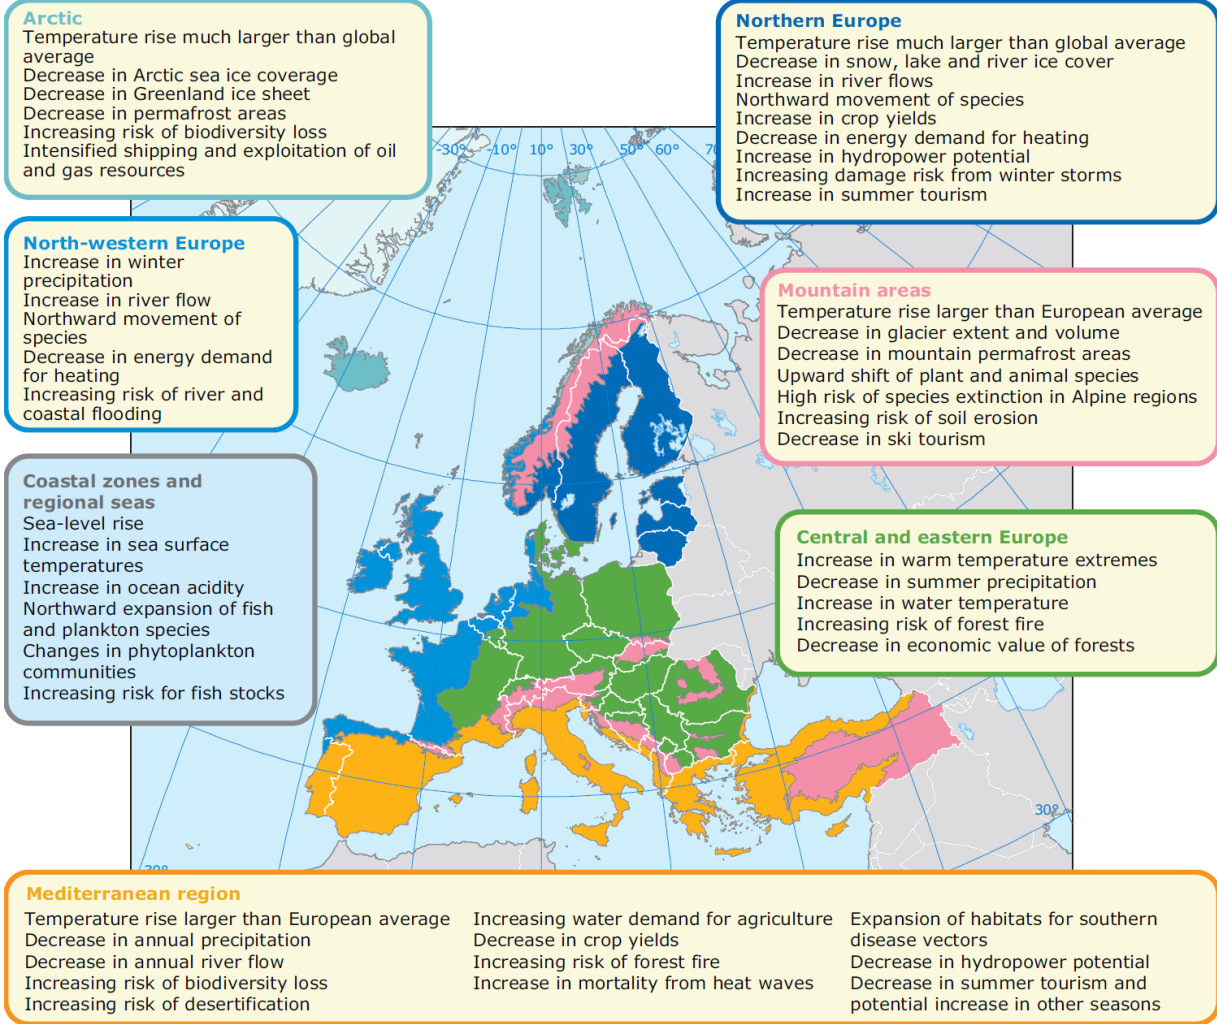 Arctic
Temperature rise much larger than global
average
Decrease in Arctic sea ice coverage
Decrease in Greenland ice sheet
Decrease in permafrost areas
Increasing risk of biodiversity loss
Intensified shipping and exploitation of oil
and gas resources
Northern Europe
Temperature rise much larger than global average
Decrease in snow, lake and river ice cover
Increase in river flows
Northward movement of species
Increase in crop yields
Decrease in energy demand for heating
Increase in hydropower potential
Increasing damage risk from winter storms
Increase in summer tourism
-30° -10° 10° 30° 50° 60°
North-western Europe
Increase in winter
precipitation
Increase in river flow
Northward movement of
species
Decrease in energy demand
for heating
Increasing risk of river and
coastal flooding
Mountain areas
Temperature rise larger than European average
Decrease in glacier extent and volume
Decrease in mountain permafrost areas
Upward shift of plant and animal species
High risk of species extinction in Alpine regions
Increasing risk of soil erosion
Decrease in ski tourism
Coastal zones and
regional seas
Sea-level rise
Increase in sea surface
temperatures
Increase in ocean acidity
Northward expansion of fish
and plankton species
Changes in phytoplankton
communities
Increasing risk for fish stocks
Central and eastern Europe
Increase in warm temperature extremes
Decrease in summer precipitation
Increase in water temperature
Increasing risk of forest fire
Decrease in economic value of forests
30°
Mediterranean region
Temperature rise larger than European average
Decrease in annual precipitation
Decrease in annual river flow
Increasing risk of biodiversity loss
Increasing risk of desertification
Increasing water demand for agriculture
Decrease in crop yields
Increasing risk of forest fire
Increase in mortality from heat waves
Expansion of habitats for southern
disease vectors
Decrease in hydropower potential
Decrease in summer tourism and
potential increase in other seasons